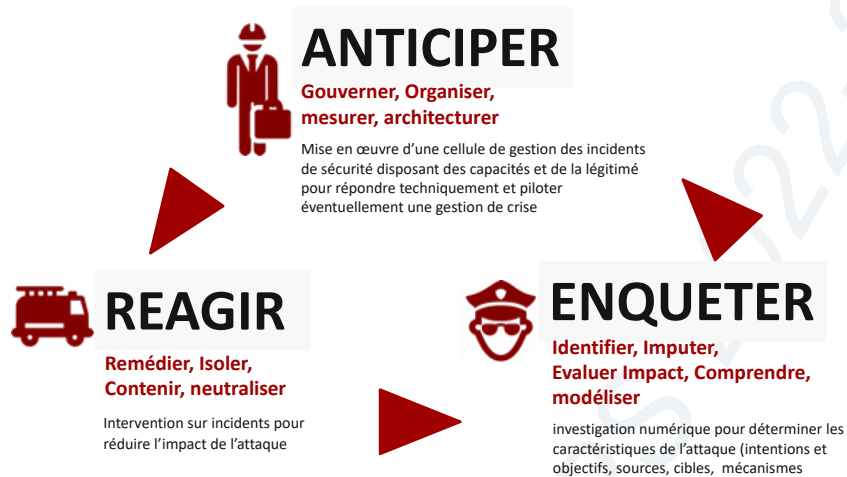 ANTICIPER
Gouverner, Organiser,
mesurer, architecturer
Mise en œuvre d’une cellule de gestion des incidents
de sécurité disposant des capacités et de la légitimé
pour répondre techniquement et piloter
éventuellement une gestion de crise
REAGIR
Remédier, Isoler,
Contenir, neutraliser
Intervention sur incidents pour
réduire l’impact de l’attaque
ENQUETER
Identifier, Imputer,
Evaluer Impact, Comprendre,
modéliser
investigation numérique pour déterminer les
caractéristiques de l’attaque (intentions et
objectifs, sources, cibles, mécanismes